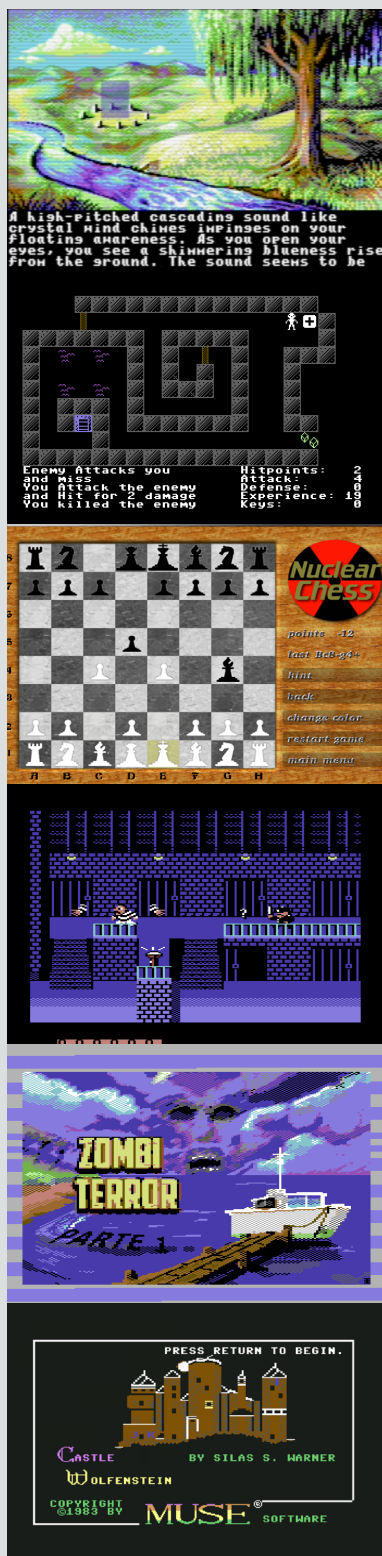 A high-pitched cascading sound like
crystal wind chimes impinges on your
floating awareness. As you open your
eyes, you see a shimmering blueness rise
from the ground. The sound seems to be
Enemy Attacks you
and miss
You Attack the enemy
and Hit for 2 damage
You killed the enemy
Hitpoints: 2
Attack: 4
Defense: 0
Experience: 19
Keys: 0
8
7
6
5
4
3
2
1
A B C D E F G H
Nuclear
Chess
points -12
last Bc8-g4+
hint
back
change color
restart game
main menu
?
ZOMBI
TERROR
PARTE 1
PRESS RETURN TO BEGIN.
CASTLE
WOLFENSTEIN
BY SILAS S. WARNER
COPYRIGHT
©1983 BY
MUSE©
SOFTWARE